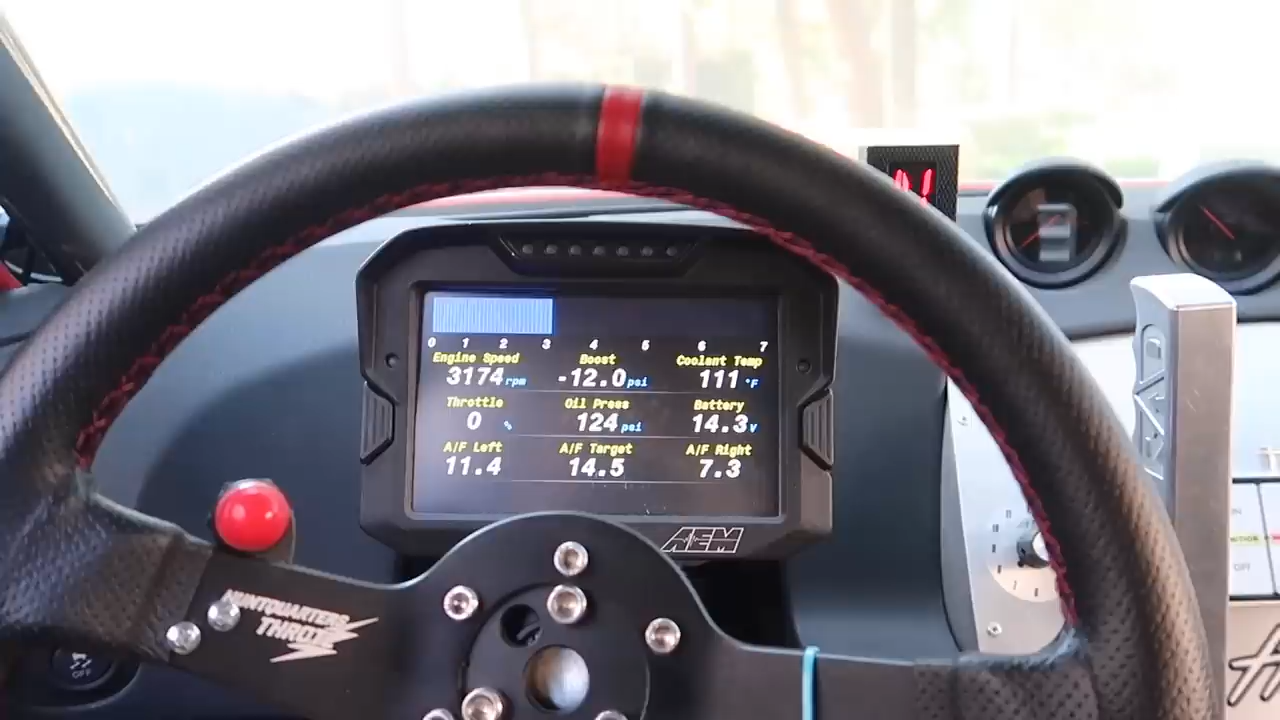 0 1 2 3 4 5 6 7
Engine Speed Boost Coolant Temp
3174 rpm -12.0 psi 111 °F
Throttle Oil Press Battery
0 % 124 psi 14.3 V
A/F Left A/F Target A/F Right
11.4 14.5 7.3
AEM
OFF
OFF